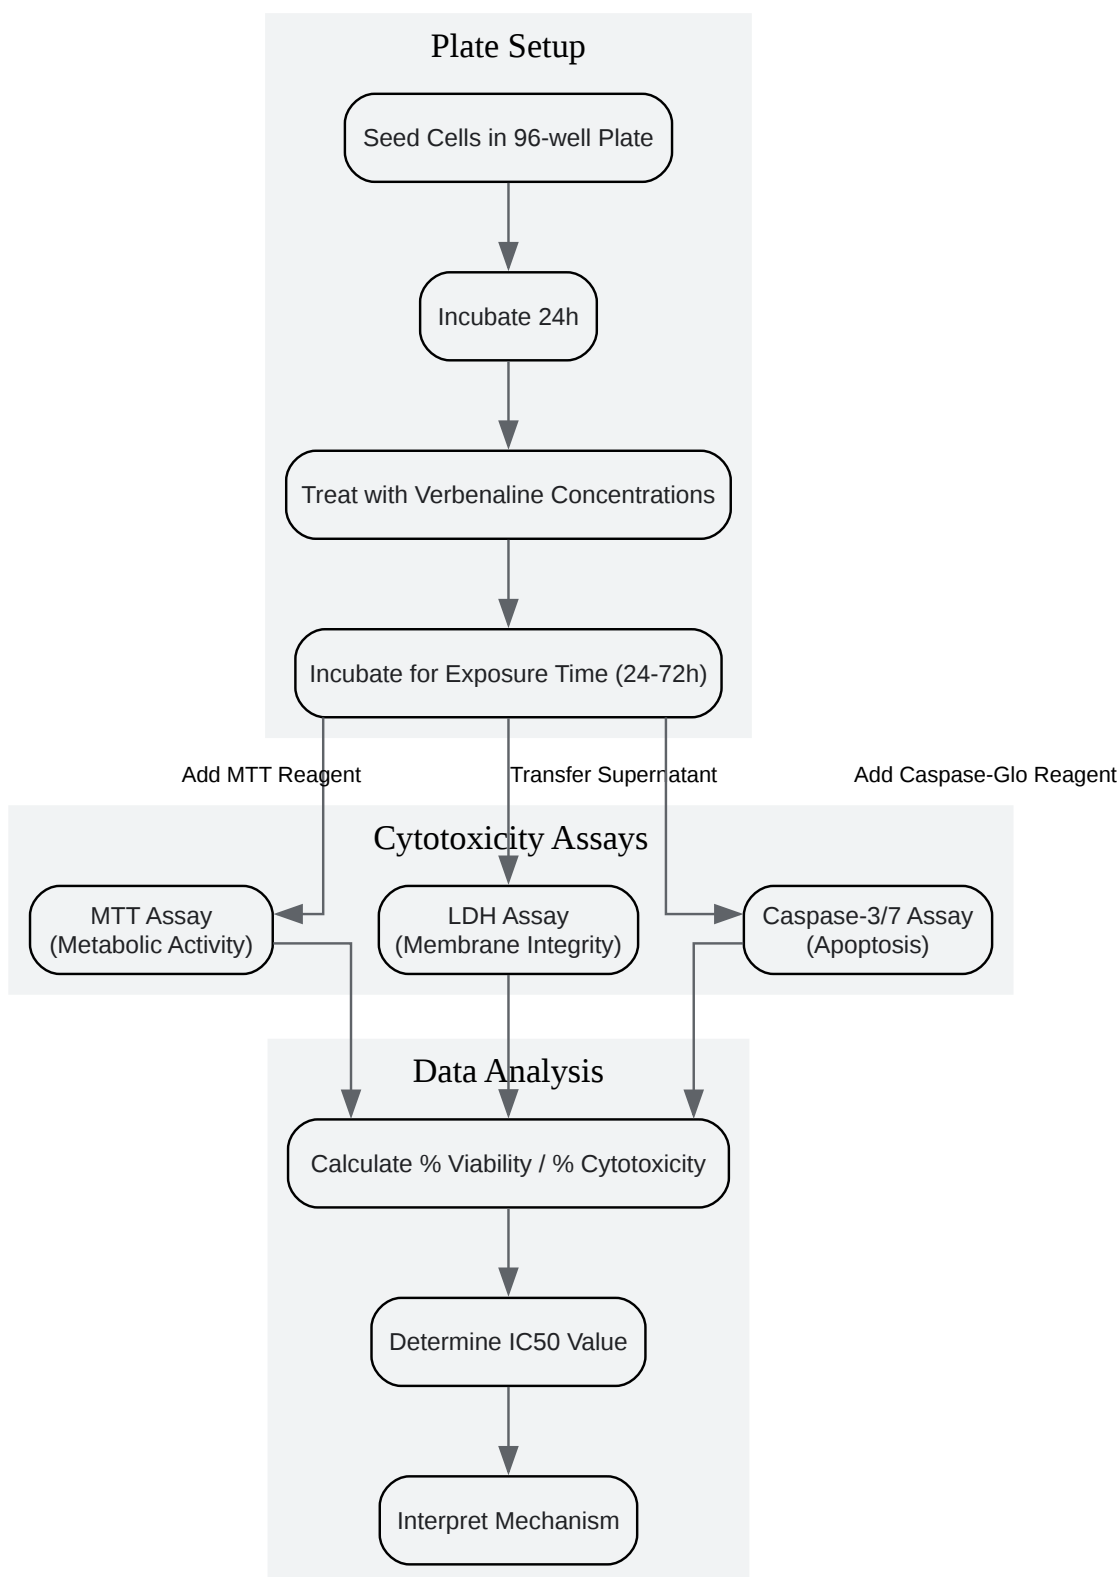 Plate Setup
Seed Cells in 96-well Plate
Incubate 24h
Treat with Verbenaline Concentrations
Incubate for Exposure Time (24-72h)
Add MTT Reagent
Transfer Supernatant
Add Caspase-Glo Reagent
Cytotoxicity Assays
MTT Assay
(Metabolic Activity)
LDH Assay
(Membrane Integrity)
Caspase-3/7 Assay
(Apoptosis)
Data Analysis
Calculate % Viability / % Cytotoxicity
Determine IC50 Value
Interpret Mechanism